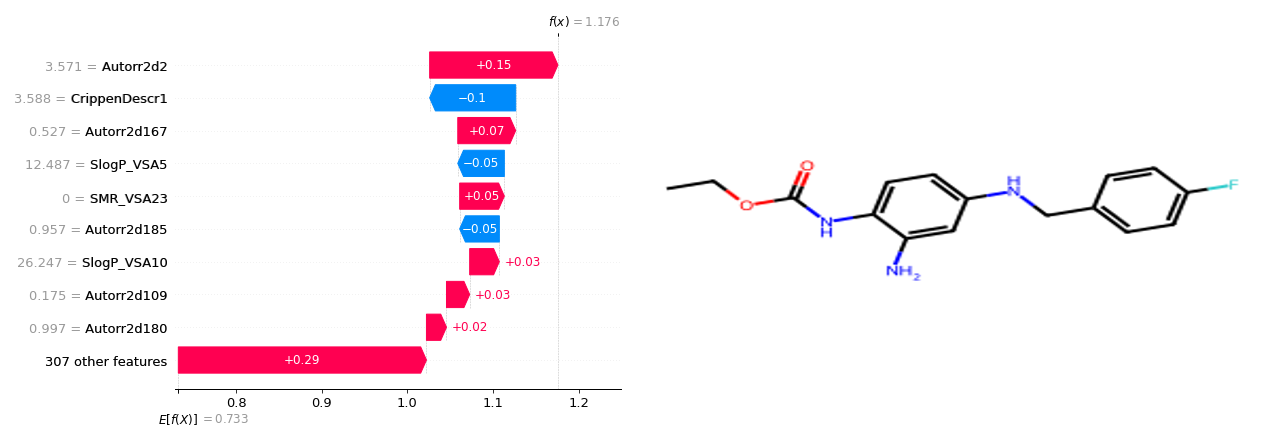 f(x) = 1.176
3.571 = Autorr2d2 +0.15
3.588 = CrippenDescr1 −0.1
0.527 = Autorr2d167 +0.07
12.487 = SlogP_VSA5 −0.05
0 = SMR_VSA23 +0.05
0.957 = Autorr2d185 −0.05
26.247 = SlogP_VSA10 +0.03
0.175 = Autorr2d109 +0.03
0.997 = Autorr2d180 +0.02
307 other features +0.29
0.8 0.9 1.0 1.1 1.2
E[f(X)] = 0.733
O
O
N
H
NH₂
H
N
F